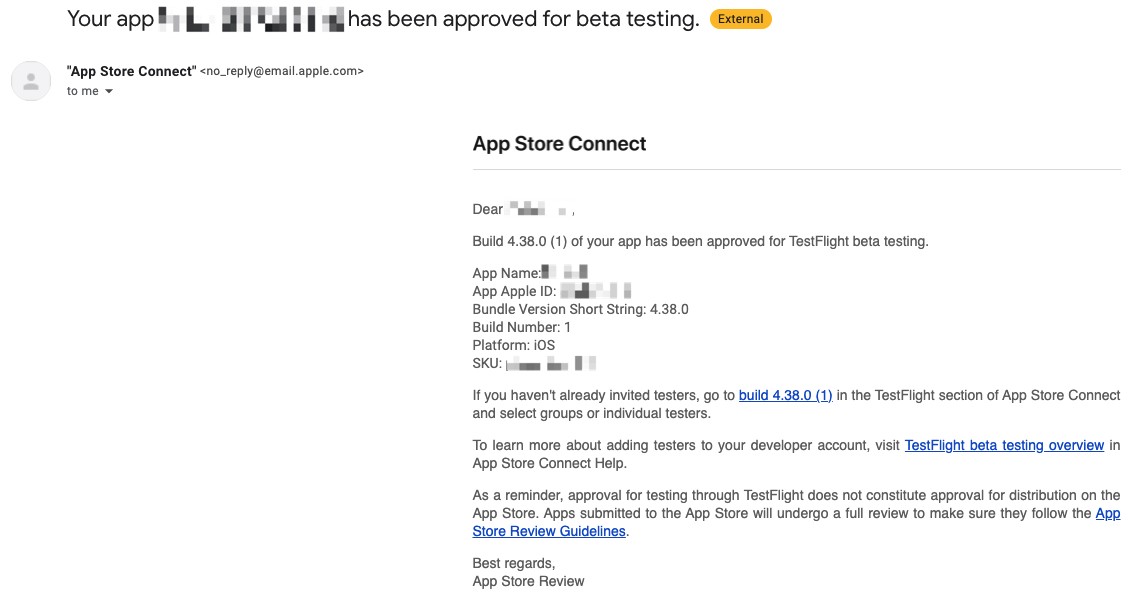 Your app has been approved for beta testing. External
"App Store Connect" <no_reply@email.apple.com>
to me
App Store Connect
Dear ,
Build 4.38.0 (1) of your app has been approved for TestFlight beta testing.
App Name:
App Apple ID:
Bundle Version Short String: 4.38.0
Build Number: 1
Platform: iOS
SKU:
If you haven't already invited testers, go to build 4.38.0 (1) in the TestFlight section of App Store Connect
and select groups or individual testers.
To learn more about adding testers to your developer account, visit TestFlight beta testing overview in
App Store Connect Help.
As a reminder, approval for testing through TestFlight does not constitute approval for distribution on the
App Store. Apps submitted to the App Store will undergo a full review to make sure they follow the App
Store Review Guidelines.
Best regards,
App Store Review